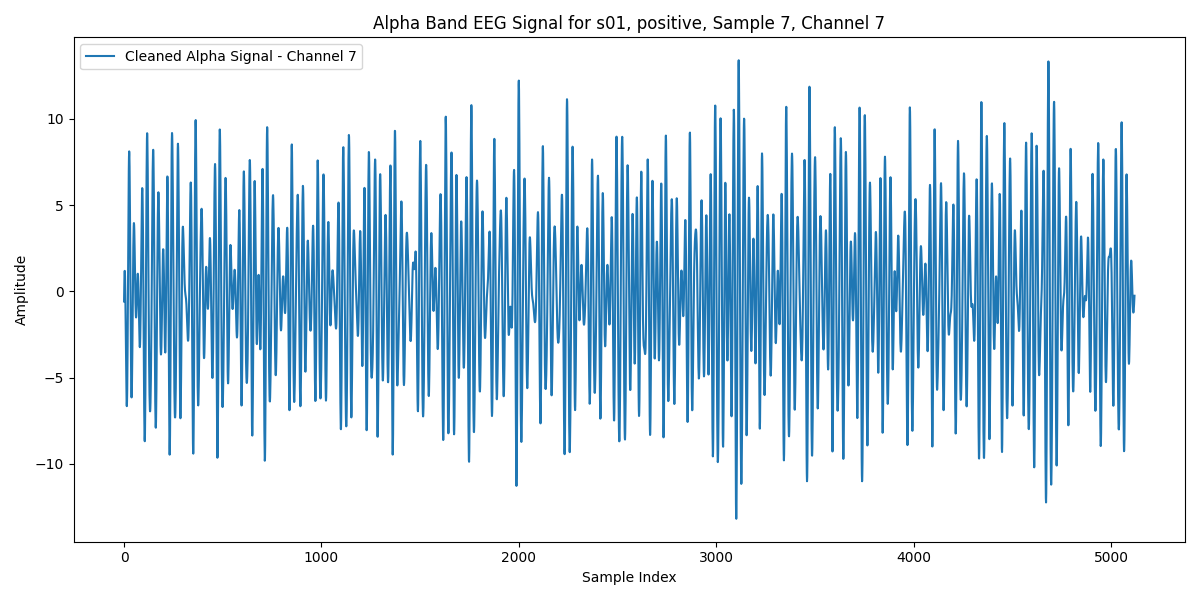 Alpha Band EEG Signal for s01, positive, Sample 7, Channel 7
Cleaned Alpha Signal - Channel 7
Amplitude
10
5
0
−5
−10
0 1000 2000 3000 4000 5000
Sample Index